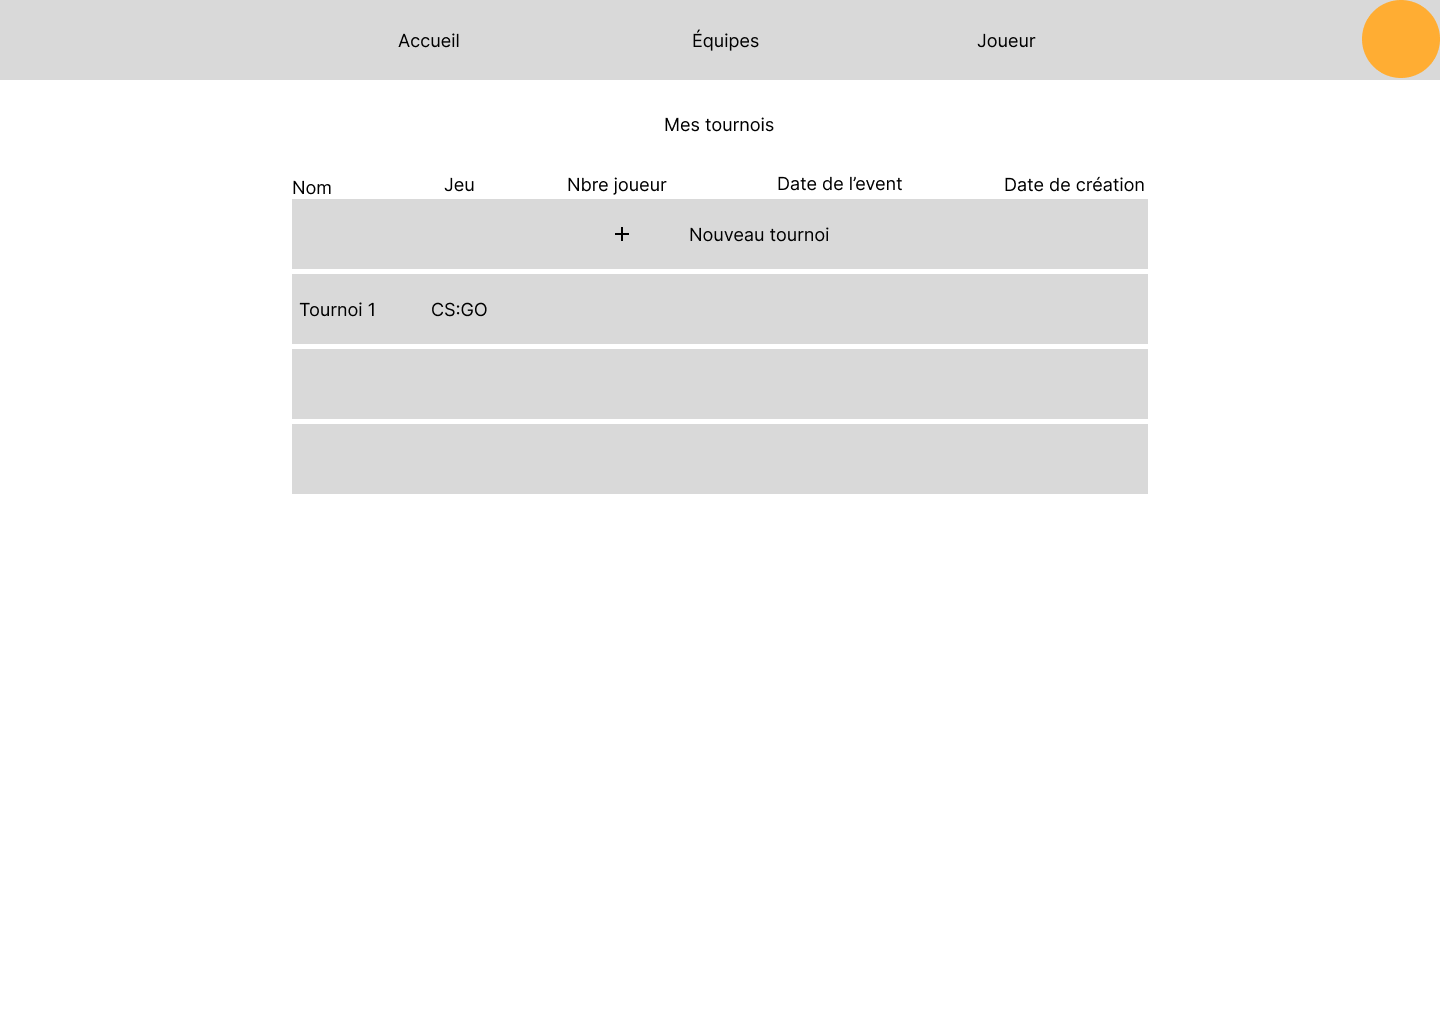 Accueil Équipes Joueur
Mes tournois
Nom Jeu Nbre joueur Date de l’event Date de création
+ Nouveau tournoi
Tournoi 1 CS:GO